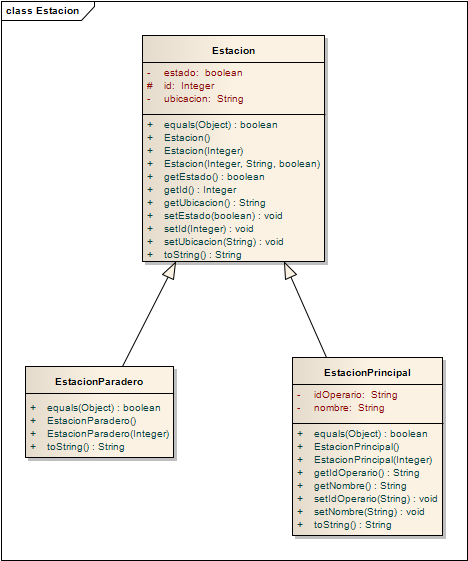 class Estacion
Estacion
- estado: boolean
# id: Integer
- ubicacion: String
+ equals(Object) : boolean
+ Estacion()
+ Estacion(Integer)
+ Estacion(Integer, String, boolean)
+ getEstado() : boolean
+ getId() : Integer
+ getUbicacion() : String
+ setEstado(boolean) : void
+ setId(Integer) : void
+ setUbicacion(String) : void
+ toString() : String
EstacionParadero
+ equals(Object) : boolean
+ EstacionParadero()
+ EstacionParadero(Integer)
+ toString() : String
EstacionPrincipal
- idOperario: String
- nombre: String
+ equals(Object) : boolean
+ EstacionPrincipal()
+ EstacionPrincipal(Integer)
+ getIdOperario() : String
+ getNombre() : String
+ setIdOperario(String) : void
+ setNombre(String) : void
+ toString() : String